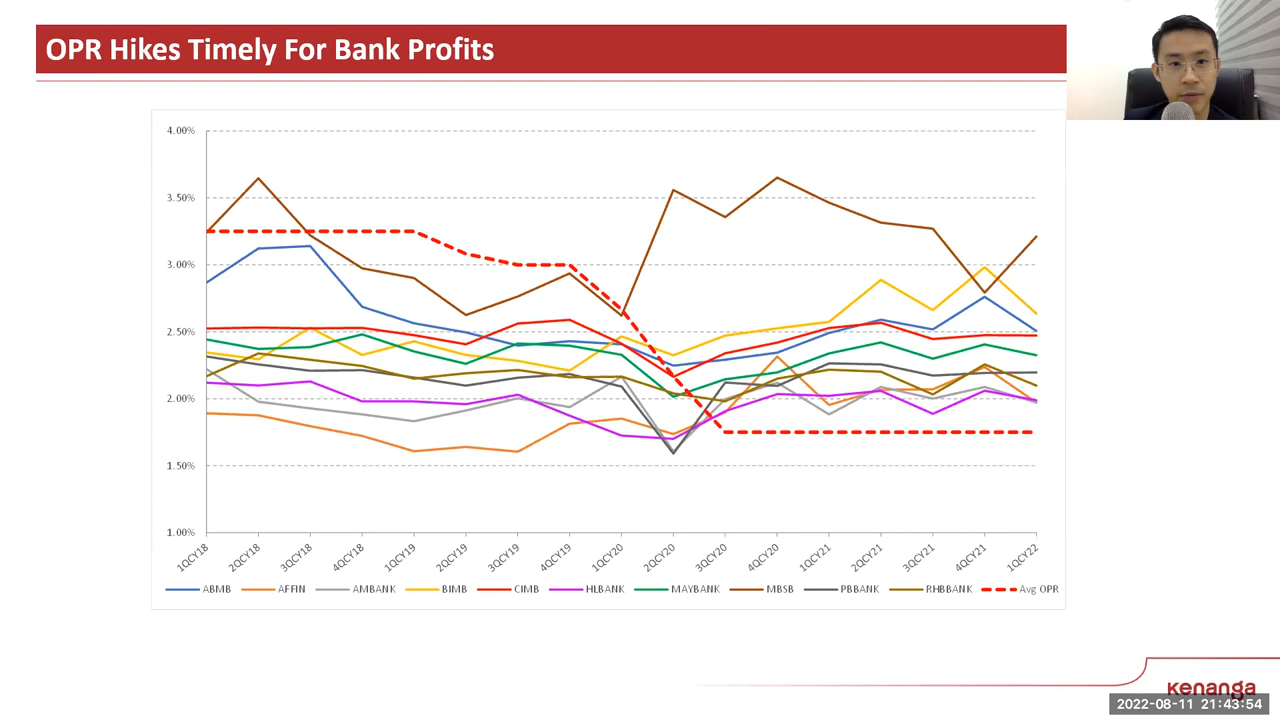 OPR Hikes Timely For Bank Profits
4.00%
3.50%
3.00%
2.50%
2.00%
1.50%
1.00%
1QCY18 2QCY18 3QCY18 4QCY18 1QCY19 2QCY19 3QCY19 4QCY19 1QCY20 2QCY20 3QCY20 4QCY20 1QCY21 2QCY21 3QCY21 4QCY21 1QCY22
ABMB AFFIN AMBANK BIMB CIMB HLBANK MAYBANK MBSB PBBANK RHBBANK Avg OPR
kenanga
2022-08-11 21:43:54